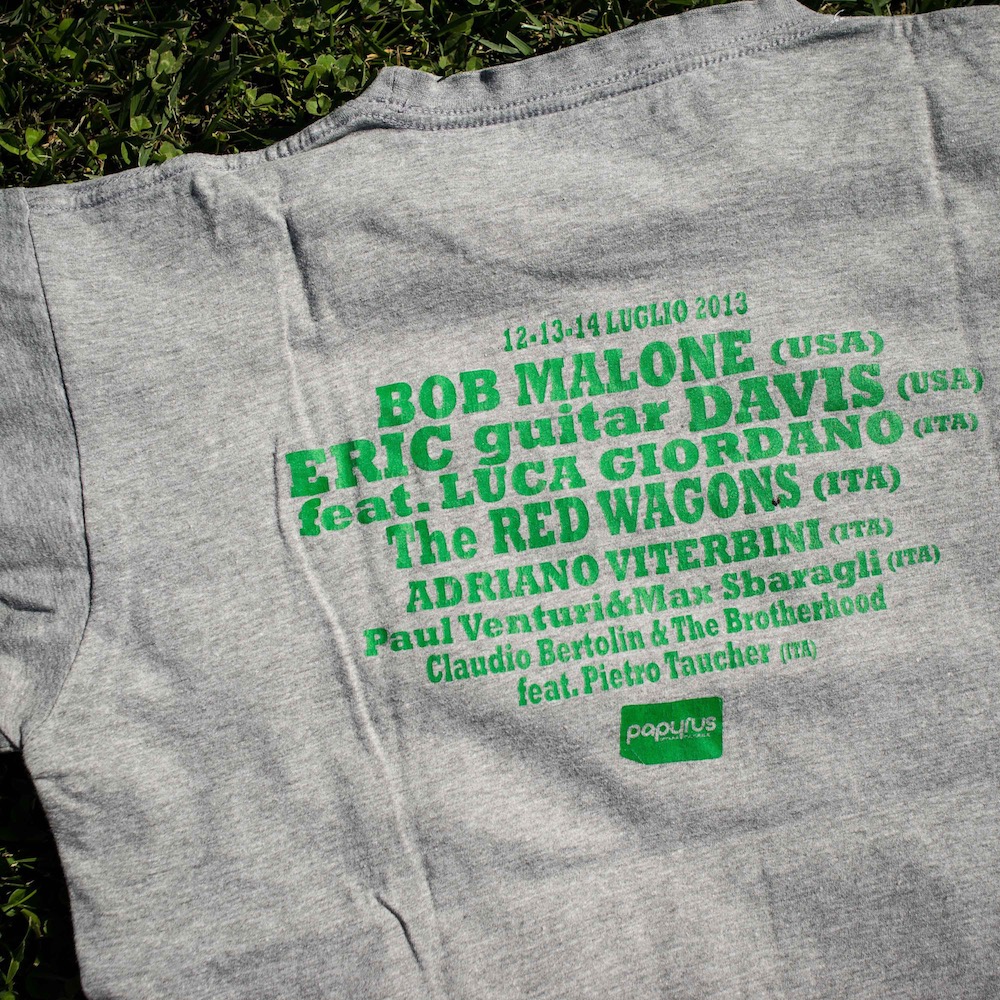 12-13-14 LUGLIO 2013
BOB MALONE (USA)
ERIC guitar DAVIS (USA)
feat. LUCA GIORDANO (ITA)
The RED WAGONS (ITA)
ADRIANO VITERBINI (ITA)
Paul Venturi&Max Sbaragli (ITA)
Claudio Bertolin & The Brotherhood
feat. Pietro Taucher (ITA)
papyrus